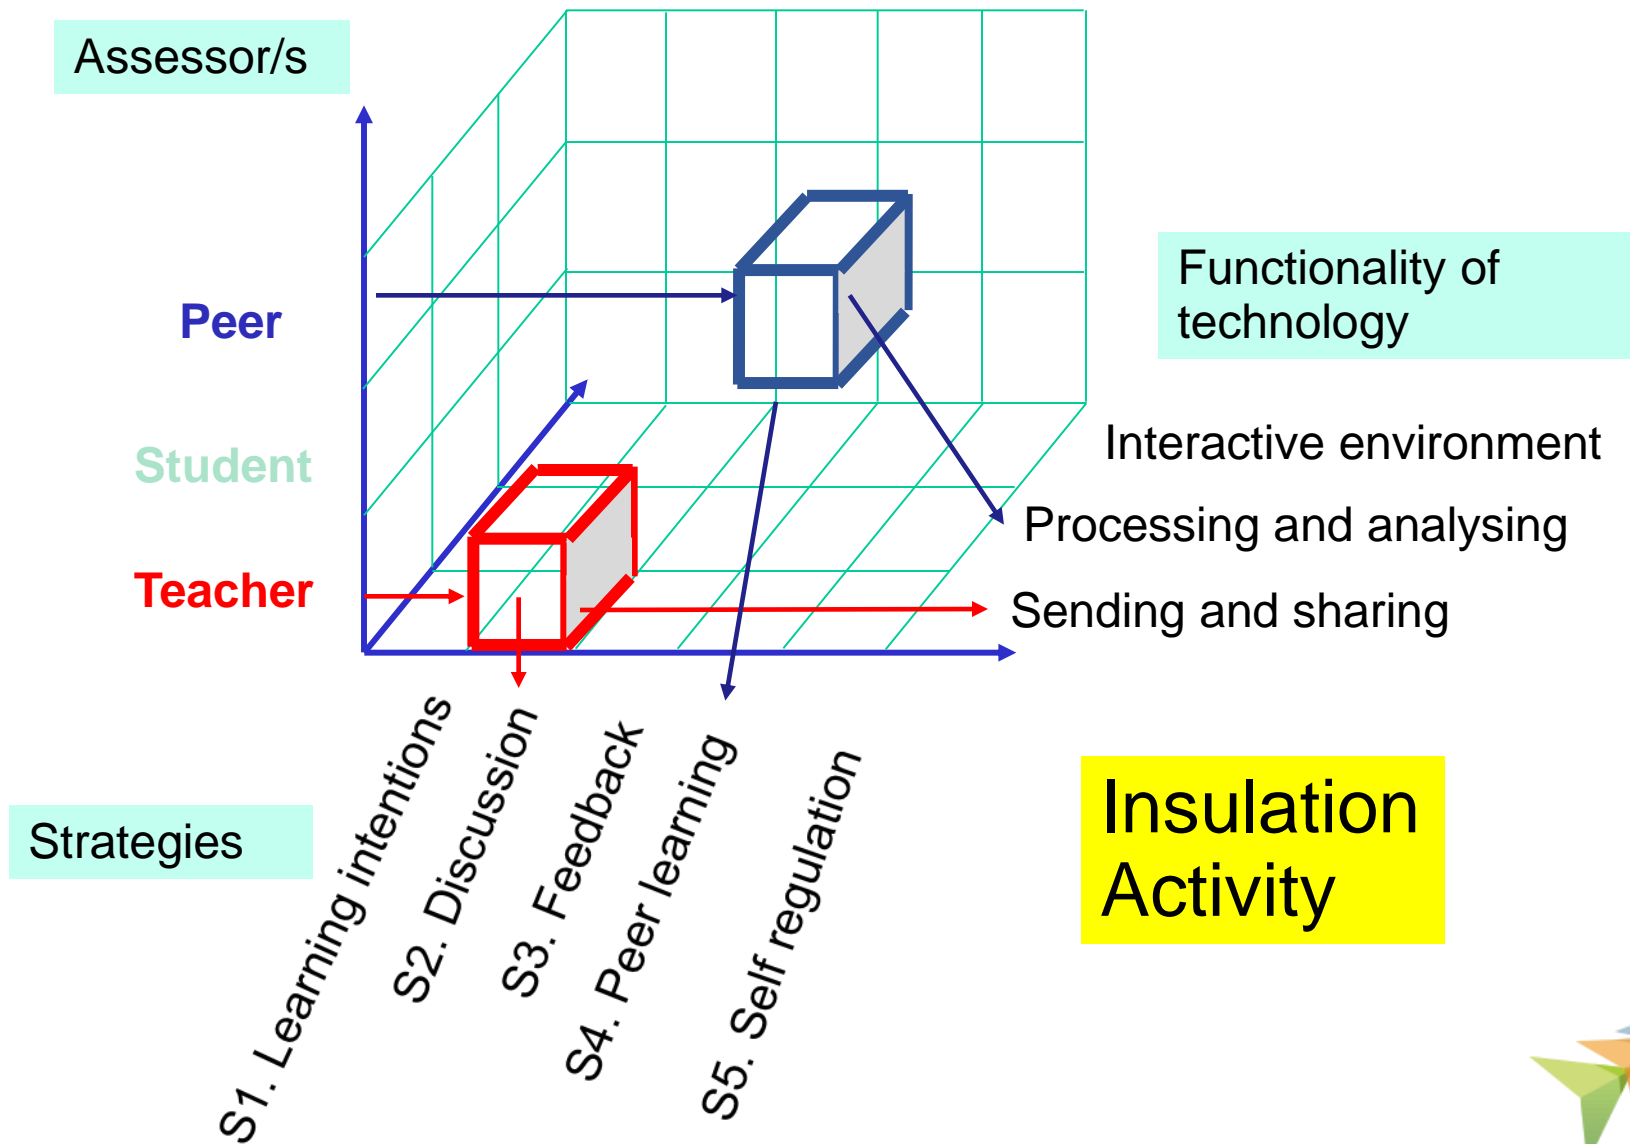 Assessor/s
Functionality of
technology
Peer
Interactive environment
Student
Processing and analysing
Teacher
Sending and sharing
S1. Learning intentions
S2. Discussion
S3. Feedback
S4. Peer learning
S5. Self regulation
Strategies
Insulation
Activity